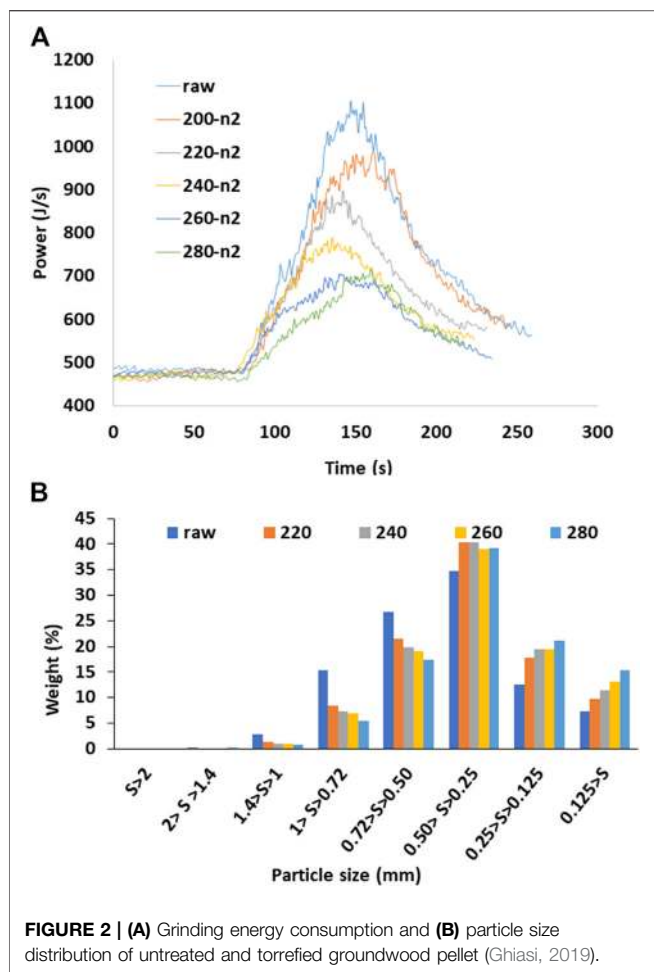 A
1200
1100
1000
900
800
700
600
500
400
Power (J/s)
raw
200-n2
220-n2
240-n2
260-n2
280-n2
0 50 100 150 200 250 300
Time (s)
B
45
40
35
30
25
20
15
10
5
0
Weight (%)
raw 220 240 260 280
S>2
2> S >1.4
1.4>S>1
1> S>0.72
0.72>S>0.50
0.50> S>0.25
0.25>S>0.125
0.125>S
Particle size (mm)
FIGURE 2 | (A) Grinding energy consumption and (B) particle size
distribution of untreated and torrefied groundwood pellet (Ghiasi, 2019).